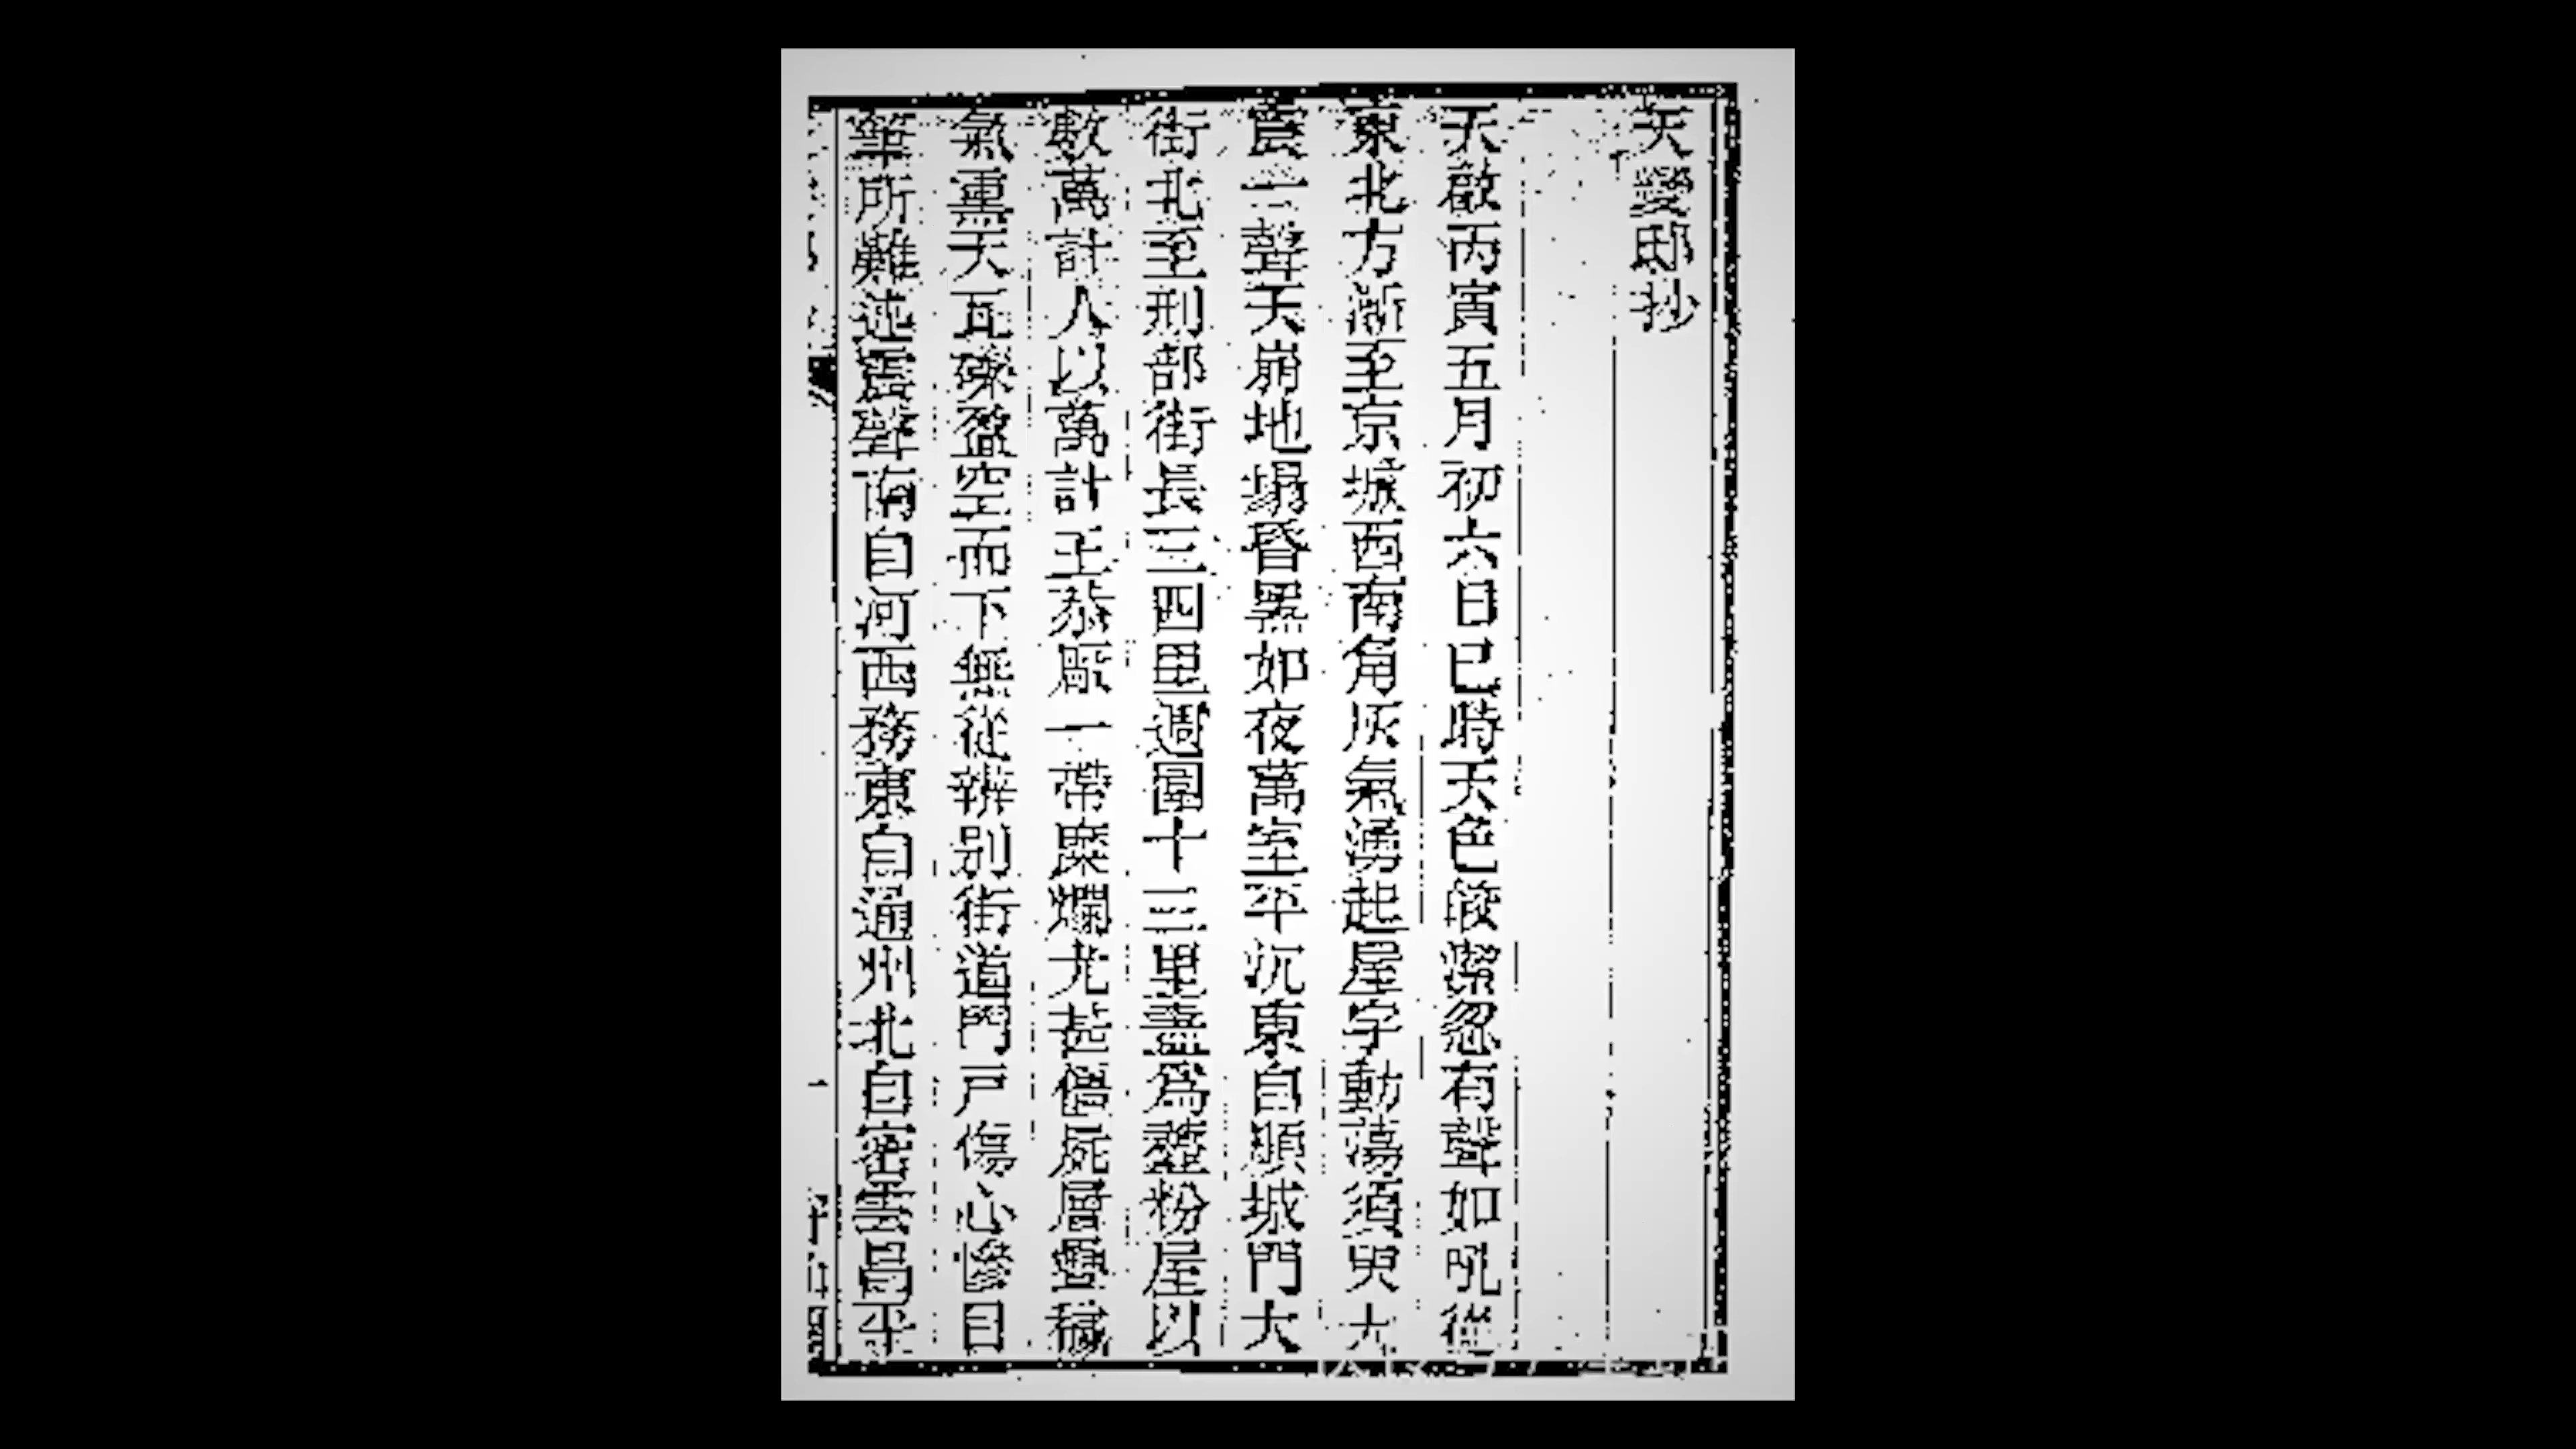 天變邸抄
天啟丙寅五月初六日巳時天色皎潔忽有聲如吼從
東北方漸至京城西南角灰氣湧起屋宇動蕩須臾大
震一聲天崩地塌昏黑如夜萬室平沉東自順城門大
街北至刑部街長三四里週圍十三里盡為虀粉屋以
數萬計人以萬計王恭厰一帶糜爛尤甚僵屍層疊穢
氣熏天瓦礫盈空而下無從辨別街道門戶傷心慘目
筆所難述震聲南自河西務東自通州北自密雲昌平